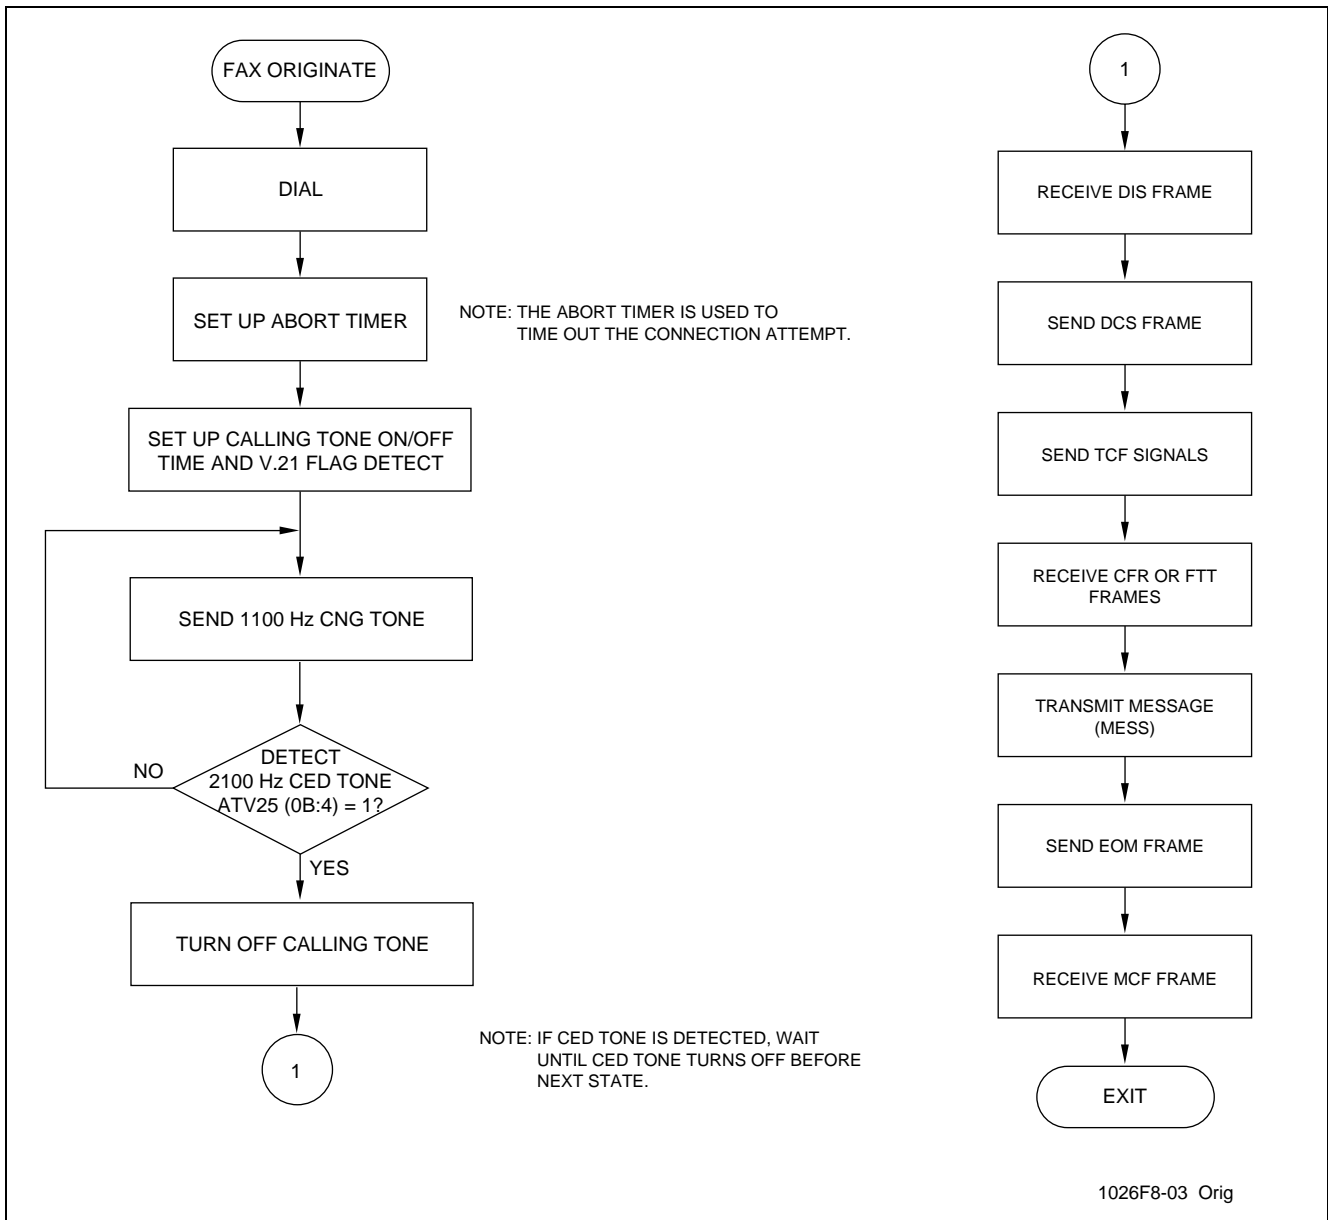 FAX ORIGINATE
DIAL
SET UP ABORT TIMER
NOTE: THE ABORT TIMER IS USED TO
TIME OUT THE CONNECTION ATTEMPT.
SET UP CALLING TONE ON/OFF
TIME AND V.21 FLAG DETECT
SEND 1100 Hz CNG TONE
DETECT
2100 Hz CED TONE
ATV25 (0B:4) = 1?
NO
YES
TURN OFF CALLING TONE
1
NOTE: IF CED TONE IS DETECTED, WAIT
UNTIL CED TONE TURNS OFF BEFORE
NEXT STATE.
1
RECEIVE DIS FRAME
SEND DCS FRAME
SEND TCF SIGNALS
RECEIVE CFR OR FTT
FRAMES
TRANSMIT MESSAGE
(MESS)
SEND EOM FRAME
RECEIVE MCF FRAME
EXIT
1026F8-03 Orig